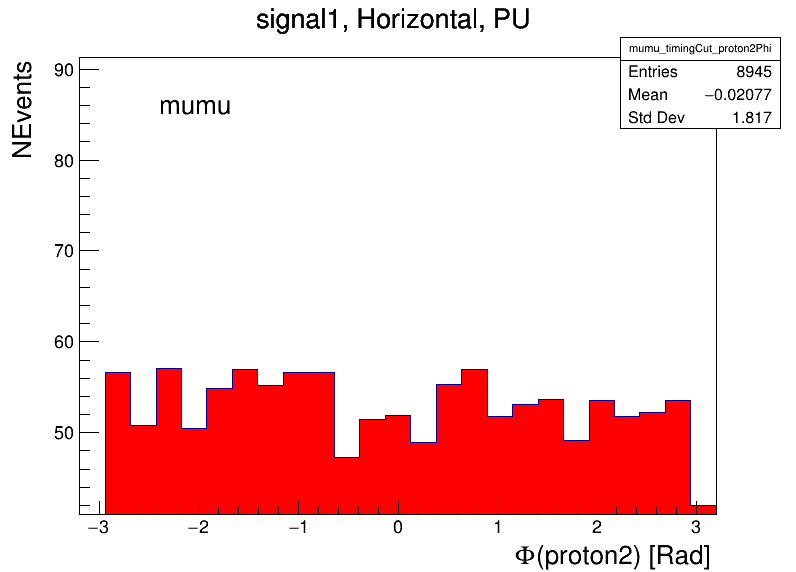 signal1, Horizontal, PU
mumu_timingCut_proton2Phi
Entries 8945
Mean −0.02077
Std Dev 1.817
NEvents
mumu
90
80
70
60
50
−3 −2 −1 0 1 2 3
Φ(proton2) [Rad]